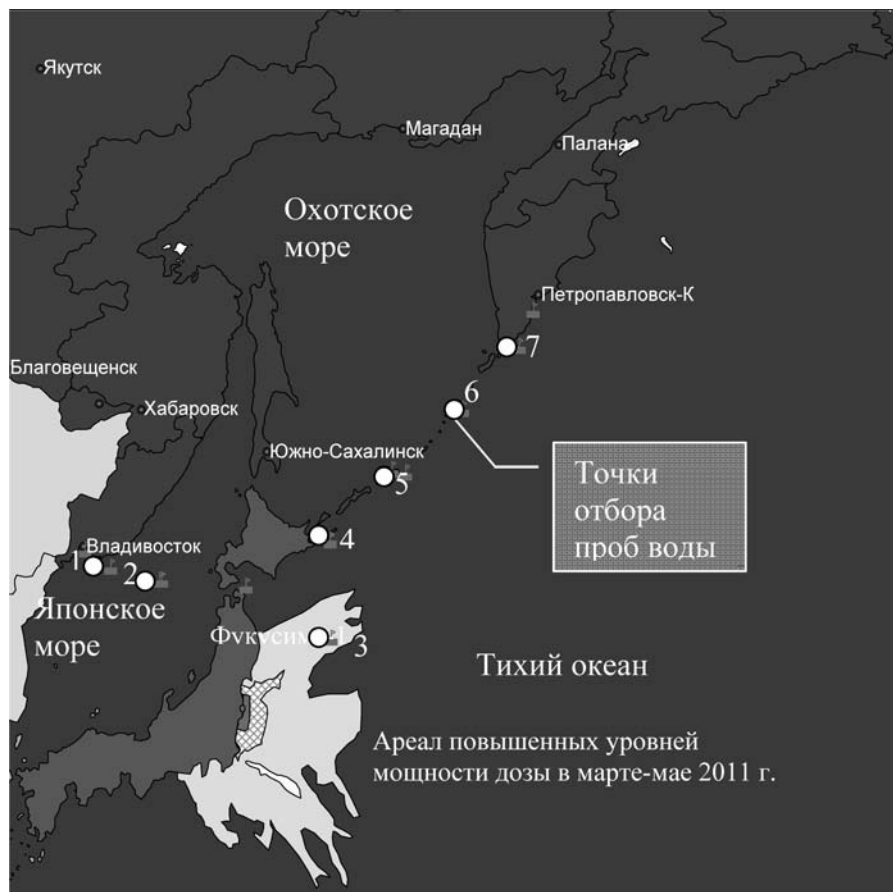 Якутск
Магадан
Палана
Охотское
море
Петропавловск-К
7
Благовещенск
6
Хабаровск
Южно-Сахалинск
5
Точки
отбора
проб воды
4
Владивосток
1
2
Японское
море
3
Тихий океан
Ареал повышенных уровней
мощности дозы в марте-мае 2011 г.